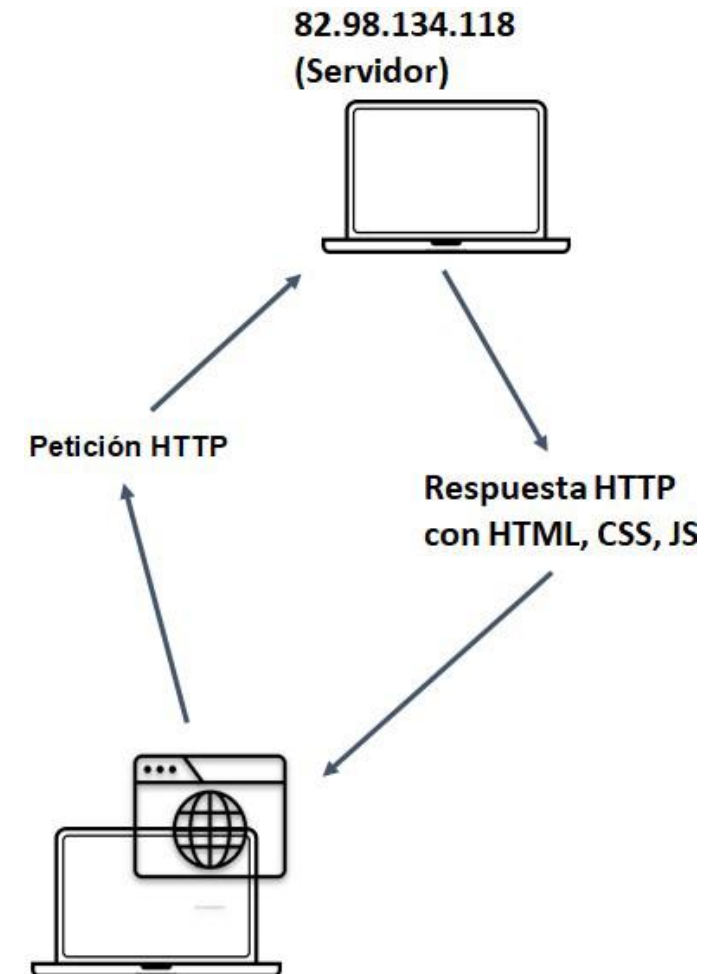 82.98.134.118
(Servidor)
Petición HTTP
Respuesta HTTP
con HTML, CSS, JS